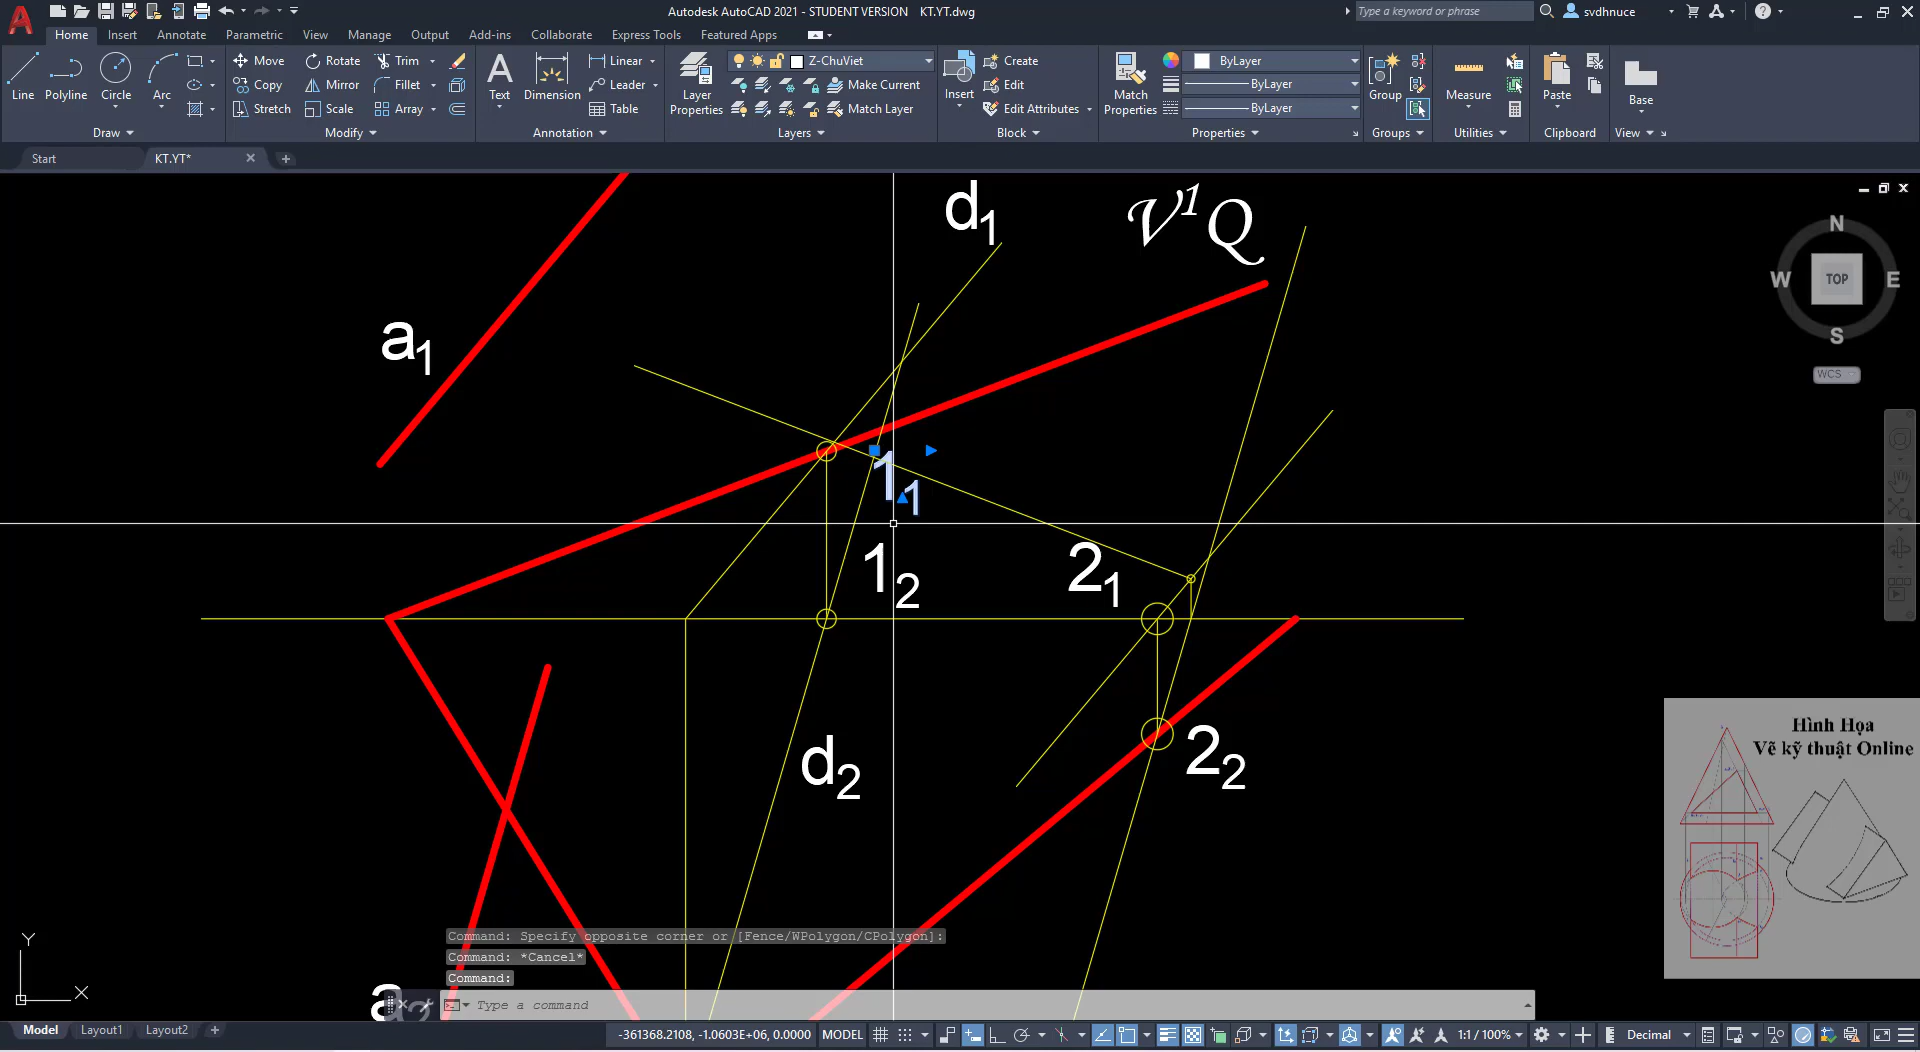 Autodesk AutoCAD 2021 - STUDENT VERSION KT.YT.dwg
Type a keyword or phrase
svdhnuce
Home Insert Annotate Parametric View Manage Output Add-ins Collaborate Express Tools Featured Apps
Line Polyline Circle Arc
Move Rotate Trim
Copy Mirror Fillet
Stretch Scale Array
Text Dimension
Linear
Leader
Table
Layer Properties
Z-ChuViet
Make Current
Match Layer
Insert
Create
Edit
Edit Attributes
Match Properties
ByLayer
ByLayer
ByLayer
Group
Measure
Paste
Base
Draw Modify Annotation Layers Block Properties Groups Utilities Clipboard View
Start KT.YT*
d1
V1Q
a1
11
12
21
22
d2
a
N
W TOP E
S
WCS
Hình Họa
Vẽ kỹ thuật Online
Y
X
Command: Specify opposite corner or [Fence/WPolygon/CPolygon]:
Command: *Cancel*
Command:
Type a command
Model Layout1 Layout2
-361368.2108, -1.0603E+06, 0.0000 MODEL 1:1 / 100% Decimal